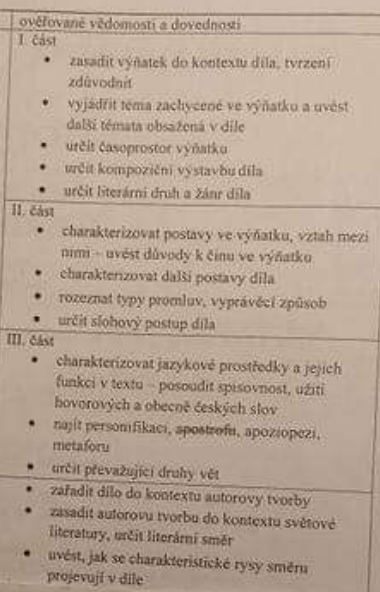 ověřované vědomosti a dovednosti
I. část
• zasadit výňatek do kontextu díla, tvrzení
zdůvodnit
• vyjádřit téma zachycené ve výňatku a uvést
další témata obsažená v díle
• určit časoprostor výňatku
• určit kompoziční výstavbu díla
• určit literární druh a žánr díla
II. část
• charakterizovat postavy ve výňatku, vztah mezi
nimi – uvést důvody k činu ve výňatku
• charakterizovat další postavy díla
• rozeznat typy promluv, vyprávěcí způsob
• určit slohový postup díla
III. část
• charakterizovat jazykové prostředky a jejich
funkci v textu – posoudit spisovnost, užití
hovorových a obecně českých slov
• najít personifikaci, apostrofu, apoziopezi,
metaforu
• určit převažující druhy vět
• zařadit dílo do kontextu autorovy tvorby
• zasadit autorovu tvorbu do kontextu světové
literatury, určit literární směr
• uvést, jak se charakteristické rysy směru
projevují v díle